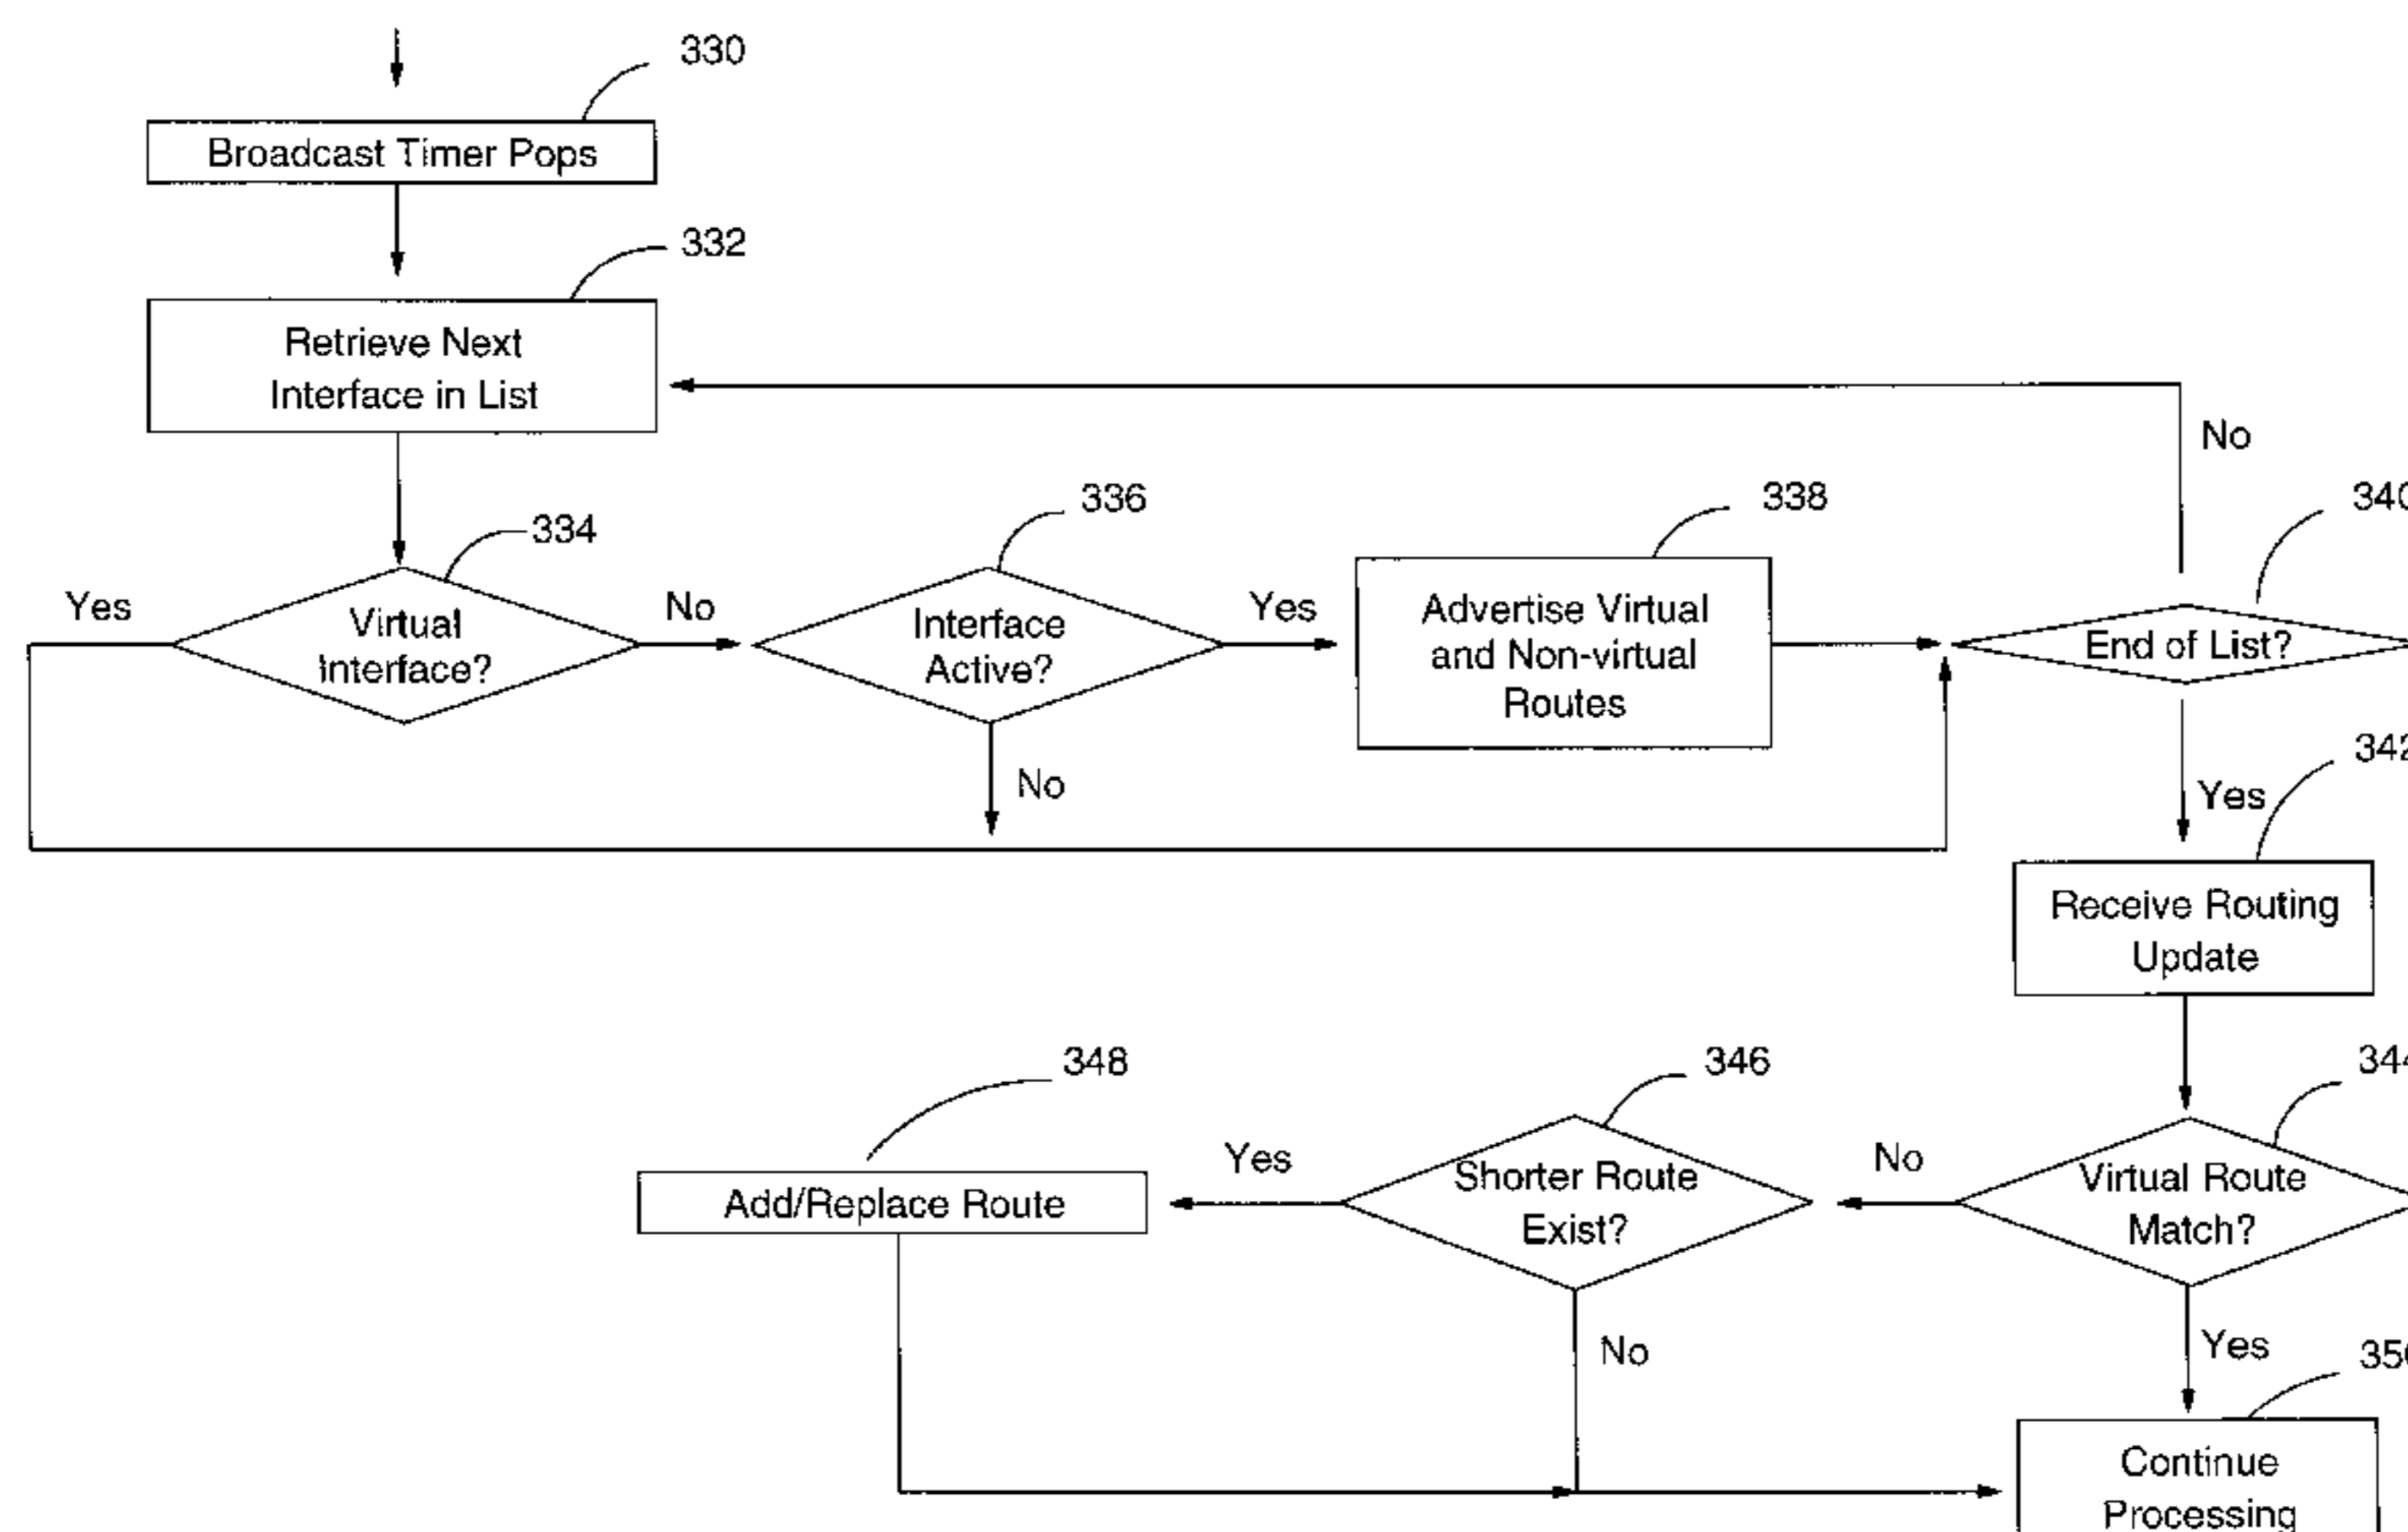 330
Broadcast Timer Pops
332
Retrieve Next
Interface in List
No
334
336
338
Yes
Virtual
Interface?
No
Interface
Active?
Yes
Advertise Virtual
and Non-virtual
Routes
End of List?
No
342
Yes
Receive Routing
Update
348
346
Yes
Shorter Route
Exist?
No
Virtual Route
Match?
Add/Replace Route
No
Yes
Continue
Processing